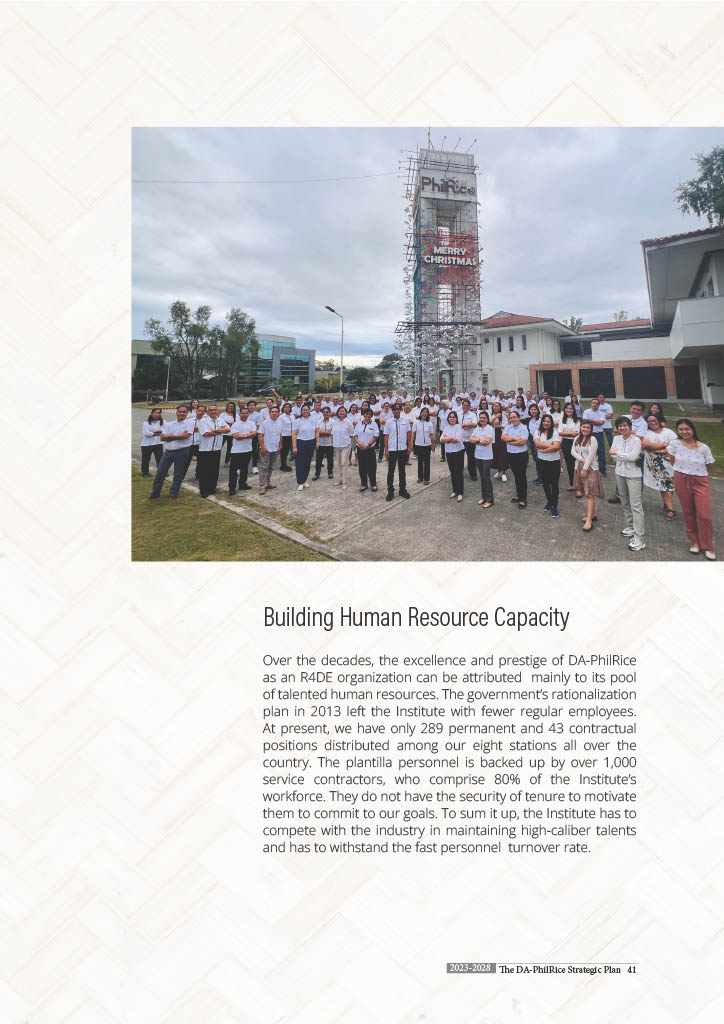 PhilRice
MERRY
CHRISTMAS
Building Human Resource Capacity
Over the decades, the excellence and prestige of DA-PhilRice
as an R4DE organization can be attributed  mainly to its pool
of talented human resources. The government’s rationalization
plan in 2013 left the Institute with fewer regular employees.
At present, we have only 289 permanent and 43 contractual
positions distributed among our eight stations all over the
country. The plantilla personnel is backed up by over 1,000
service contractors, who comprise 80% of the Institute’s
workforce. They do not have the security of tenure to motivate
them to commit to our goals. To sum it up, the Institute has to
compete with the industry in maintaining high-caliber talents
and has to withstand the fast personnel  turnover rate.
2023-2028 The DA-PhilRice Strategic Plan 41